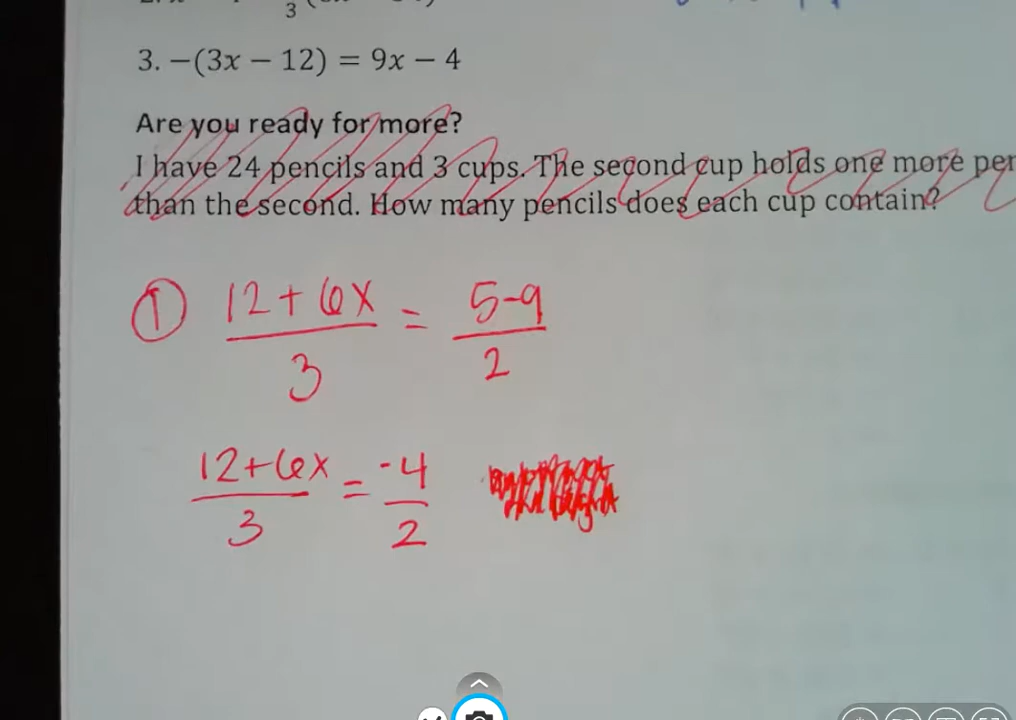 3
3. −(3x − 12) = 9x − 4
Are you ready for more?
I have 24 pencils and 3 cups. The second cup holds one more
than the second. How many pencils does each cup contain?
① 12+6x/3 = 5-9/2
12+6x/3 = -4/2